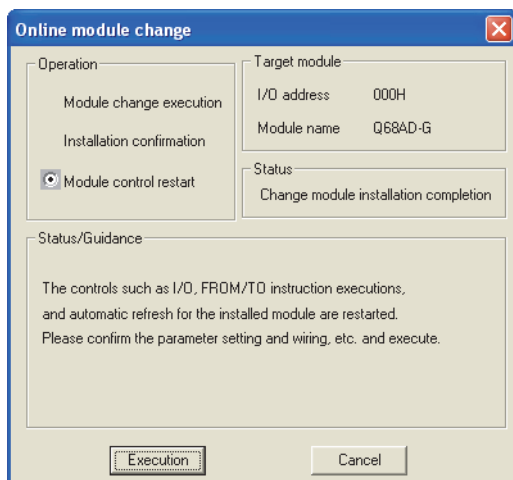 Online module change
Operation
Module change execution
Installation confirmation
Module control restart
Target module
I/O address 000H
Module name Q68AD-G
Status
Change module installation completion
Status/Guidance
The controls such as I/O, FROM/TO instruction executions,
and automatic refresh for the installed module are restarted.
Please confirm the parameter setting and wiring, etc. and execute.
Execution
Cancel